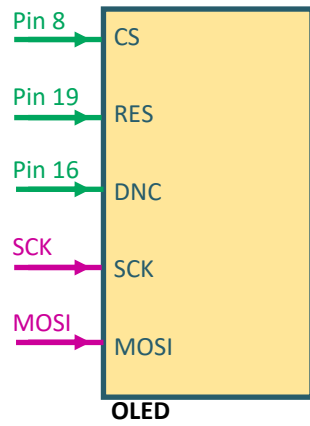 Pin 8
CS
Pin 19
RES
Pin 16
DNC
SCK
SCK
MOSI
MOSI
OLED